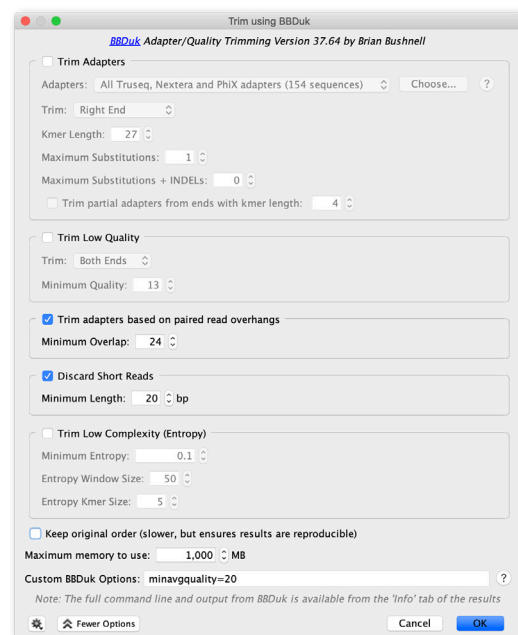 Trim using BBDuk
BBDuk Adapter/Quality Trimming Version 37.64 by Brian Bushnell
Trim Adapters
Adapters: All Truseq, Nextera and PhiX adapters (154 sequences) Choose... ?
Trim: Right End
Kmer Length: 27
Maximum Substitutions: 1
Maximum Substitutions + INDELs: 0
Trim partial adapters from ends with kmer length: 4
Trim Low Quality
Trim: Both Ends
Minimum Quality: 13
Trim adapters based on paired read overhangs
Minimum Overlap: 24
Discard Short Reads
Minimum Length: 20 bp
Trim Low Complexity (Entropy)
Minimum Entropy: 0.1
Entropy Window Size: 50
Entropy Kmer Size: 5
Keep original order (slower, but ensures results are reproducible)
Maximum memory to use: 1,000 MB
Custom BBDuk Options: minavgquality=20 ?
Note: The full command line and output from BBDuk is available from the 'Info' tab of the results
Fewer Options Cancel OK